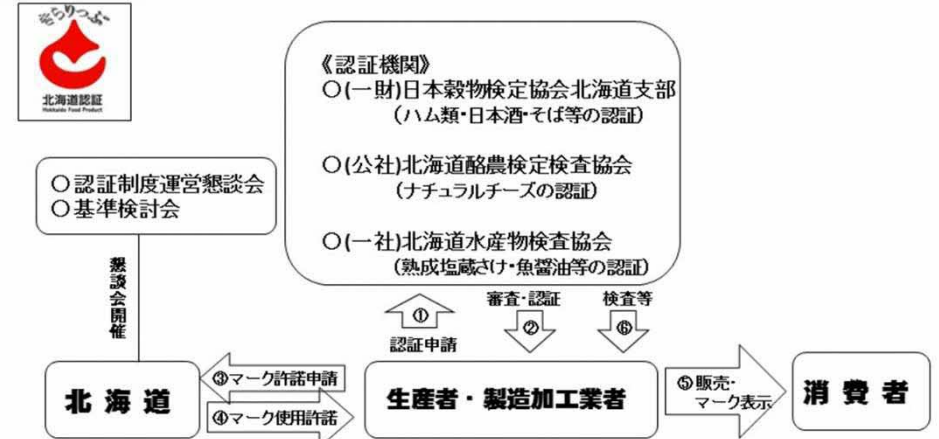 きらりっぷ
北海道認証
Hokkaido Food Product
《認証機関》
○(一財)日本穀物検定協会北海道支部
(ハム類・日本酒・そば等の認証)
○(公社)北海道酪農検定検査協会
(ナチュラルチーズの認証)
○(一社)北海道水産物検査協会
(熟成塩蔵さけ・魚醤油等の認証)
○認証制度運営懇談会
○基準検討会
懇談会開催
①
認証申請
審査・認証
②
検査等
⑥
北海道
③マーク許諾申請
④マーク使用許諾
生産者・製造加工業者
⑤販売・
マーク表示
消費者